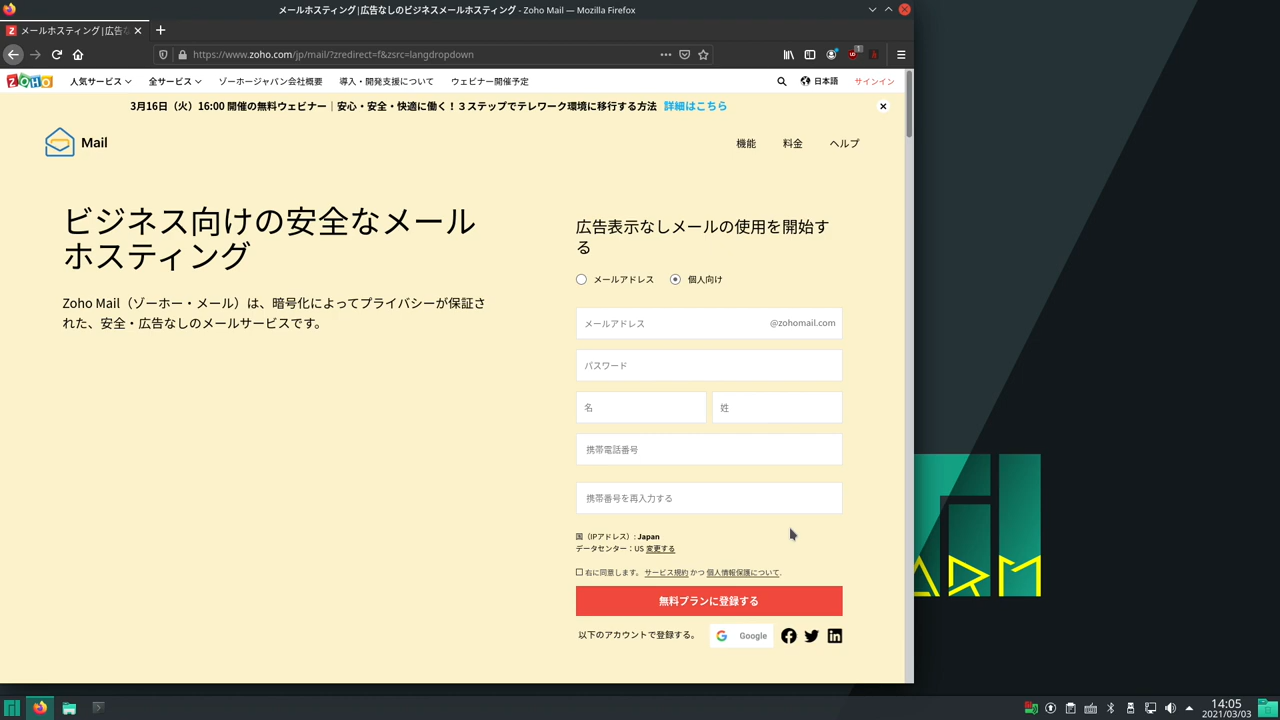 メールホスティング|広告なしのビジネスメールホスティング - Zoho Mail — Mozilla Firefox
メールホスティング|広告な
https://www.zoho.com/jp/mail/?zredirect=f&zsrc=langdropdown
1
ZOHO 人気サービス 全サービス ゾーホージャパン会社概要 導入・開発支援について ウェビナー開催予定 日本語 サインイン
3月16日（火）16:00 開催の無料ウェビナー｜安心・安全・快適に働く！３ステップでテレワーク環境に移行する方法 詳細はこちら
Mail 機能 料金 ヘルプ
ビジネス向けの安全なメール
ホスティング
Zoho Mail（ゾーホー・メール）は、暗号化によってプライバシーが保証さ
れた、安全・広告なしのメールサービスです。
広告表示なしメールの使用を開始す
る
メールアドレス 個人向け
メールアドレス @zohomail.com
パスワード
名 姓
携帯電話番号
携帯番号を再入力する
国（IPアドレス）: Japan
データセンター：US 変更する
右に同意します。 サービス規約 かつ 個人情報保護について.
無料プランに登録する
以下のアカウントで登録する。 Google
ARM
14:05
2021/03/03